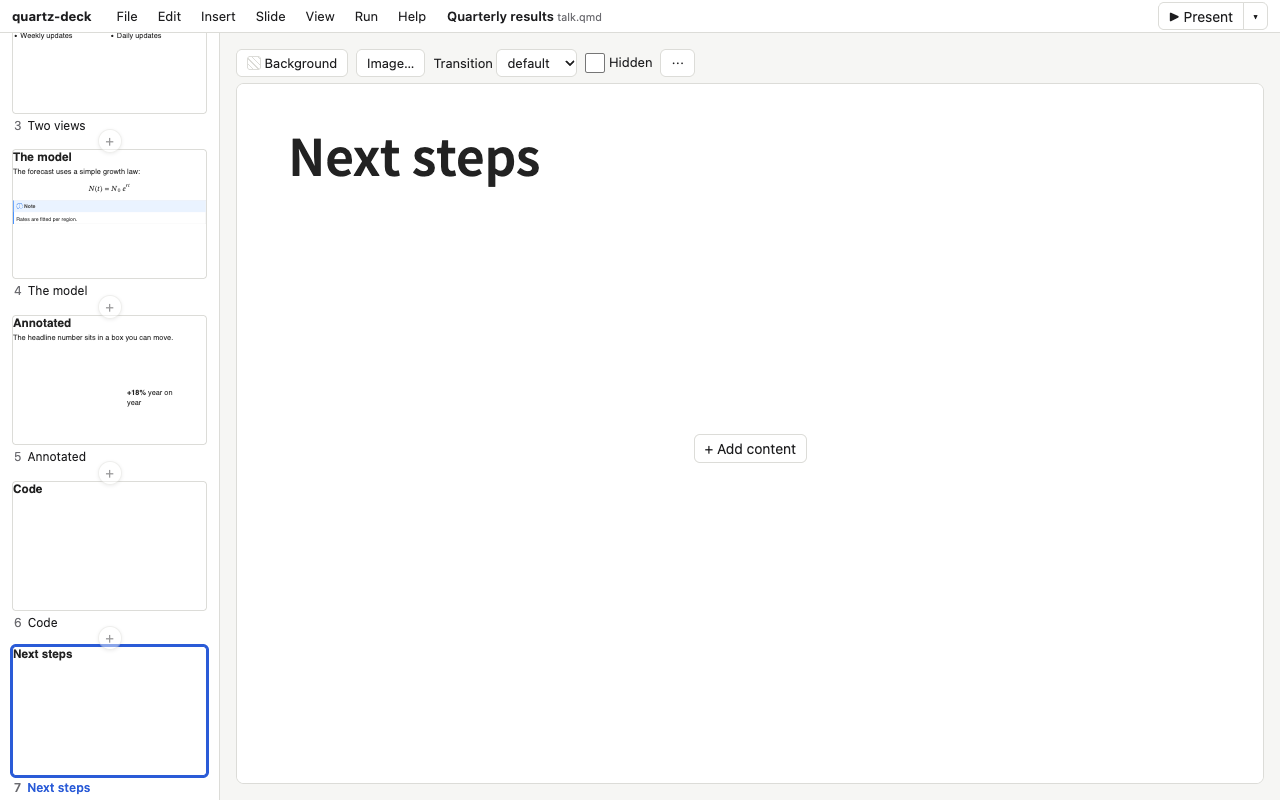 quartz-deck File Edit Insert Slide View Run Help Quarterly results talk.qmd ▶ Present ▾
• Weekly updates • Daily updates
3 Two views
+
The model
The forecast uses a simple growth law:
N(t) = N₀ eʳᵗ
Note
Rates are fitted per region.
4 The model
+
Annotated
The headline number sits in a box you can move.
+18% year on
year
5 Annotated
+
Code
6 Code
+
Next steps
7 Next steps
Background Image... Transition default Hidden ···
Next steps
+ Add content